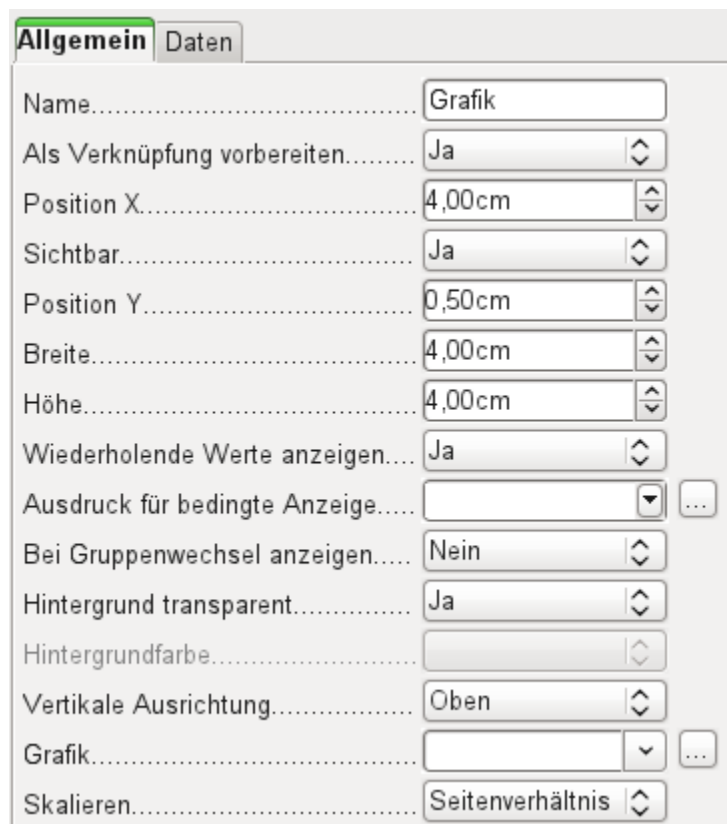 Allgemein Daten
Name........................................ Grafik
Als Verknüpfung vorbereiten......... Ja
Position X.................................. 4,00cm
Sichtbar..................................... Ja
Position Y.................................. 0,50cm
Breite........................................ 4,00cm
Höhe......................................... 4,00cm
Wiederholende Werte anzeigen.... Ja
Ausdruck für bedingte Anzeige..... ...
Bei Gruppenwechsel anzeigen..... Nein
Hintergrund transparent............... Ja
Hintergrundfarbe.........................
Vertikale Ausrichtung.................. Oben
Grafik........................................ ...
Skalieren................................... Seitenverhältnis